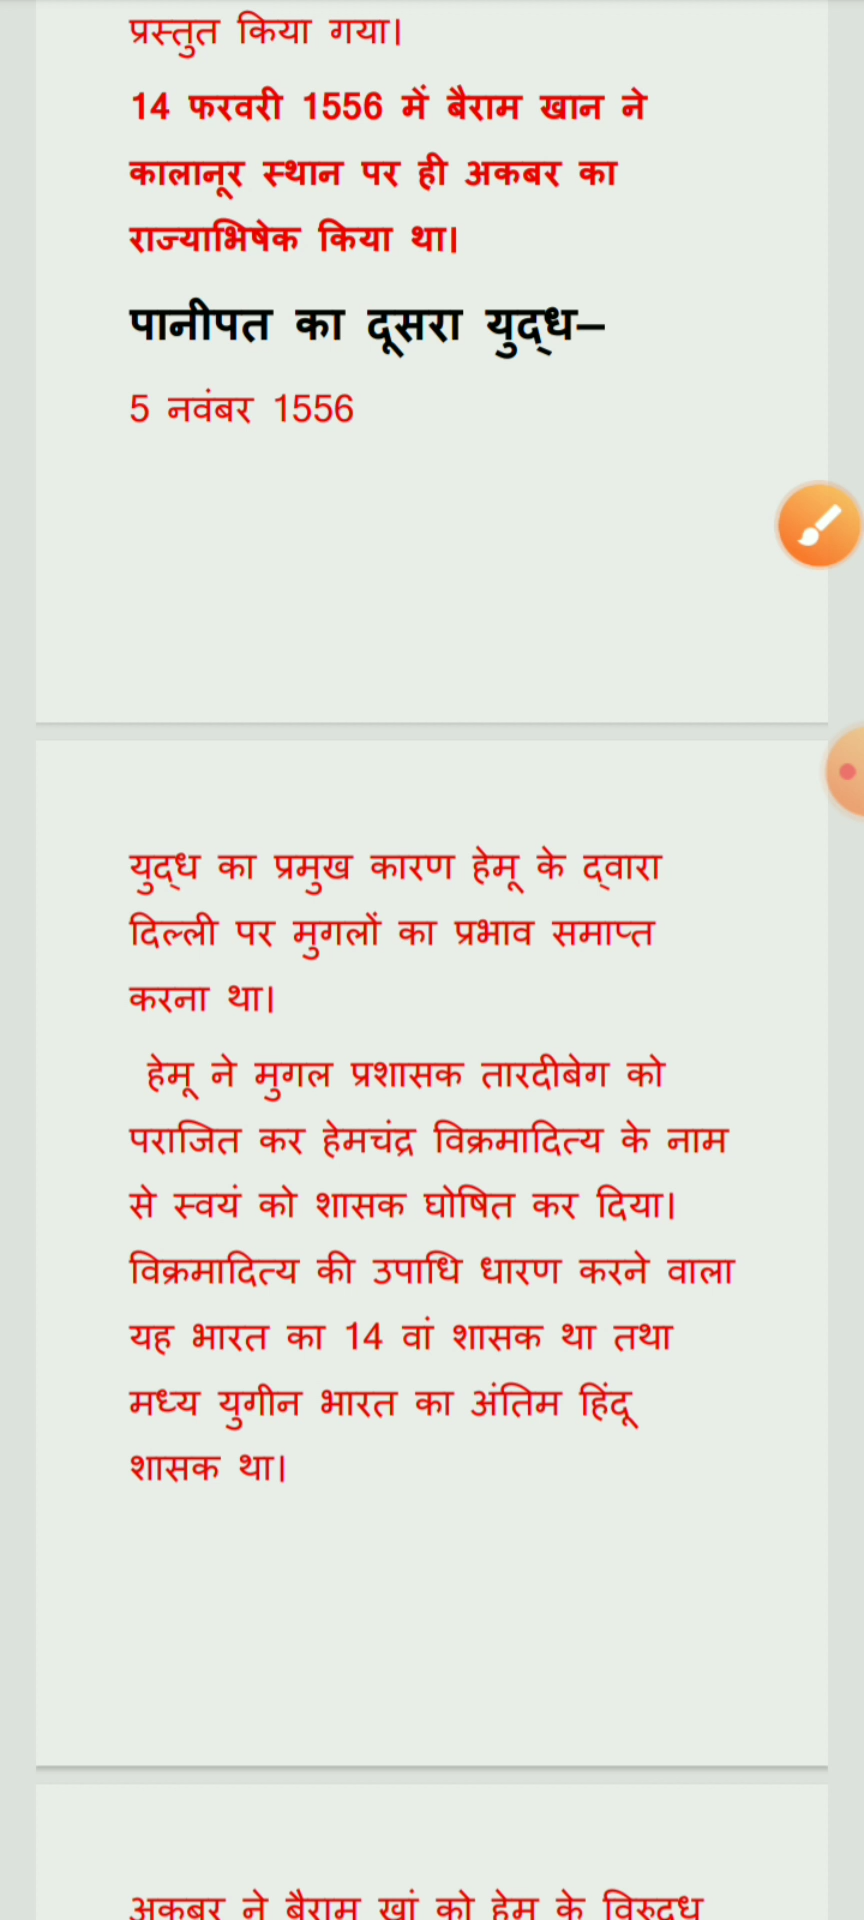 प्रस्तुत किया गया।
14 फरवरी 1556 में बैराम खान ने
कालानूर स्थान पर ही अकबर का
राज्याभिषेक किया था।
पानीपत का दूसरा युद्ध–
5 नवंबर 1556
युद्ध का प्रमुख कारण हेमू के द्वारा
दिल्ली पर मुगलों का प्रभाव समाप्त
करना था।
हेमू ने मुगल प्रशासक तारदीबेग को
पराजित कर हेमचंद्र विक्रमादित्य के नाम
से स्वयं को शासक घोषित कर दिया।
विक्रमादित्य की उपाधि धारण करने वाला
यह भारत का 14 वां शासक था तथा
मध्य युगीन भारत का अंतिम हिंदू
शासक था।
अकबर ने बैराम खां को हेमू के विरुद्ध